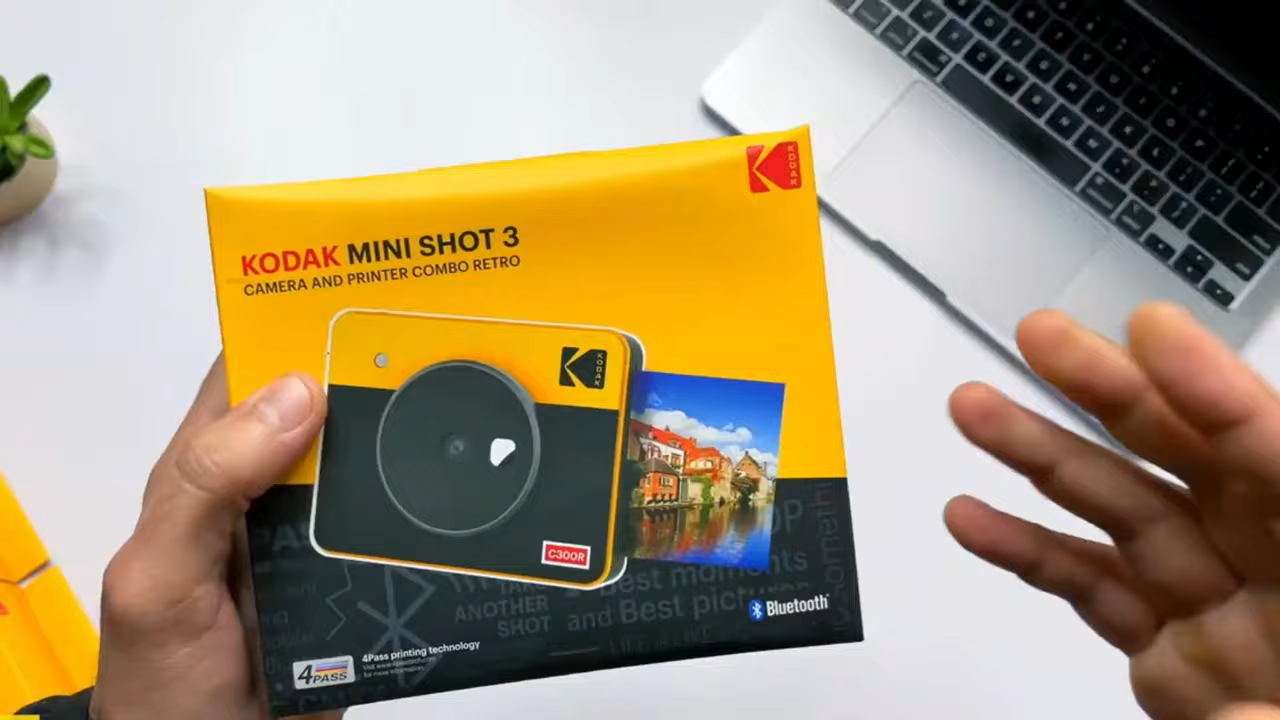 KODAK
KODAK MINI SHOT 3
CAMERA AND PRINTER COMBO RETRO
KODAK
C300R
ANOTHER
SHOT
Best moments
and Best pic
Bluetooth
4PASS
4Pass printing technology